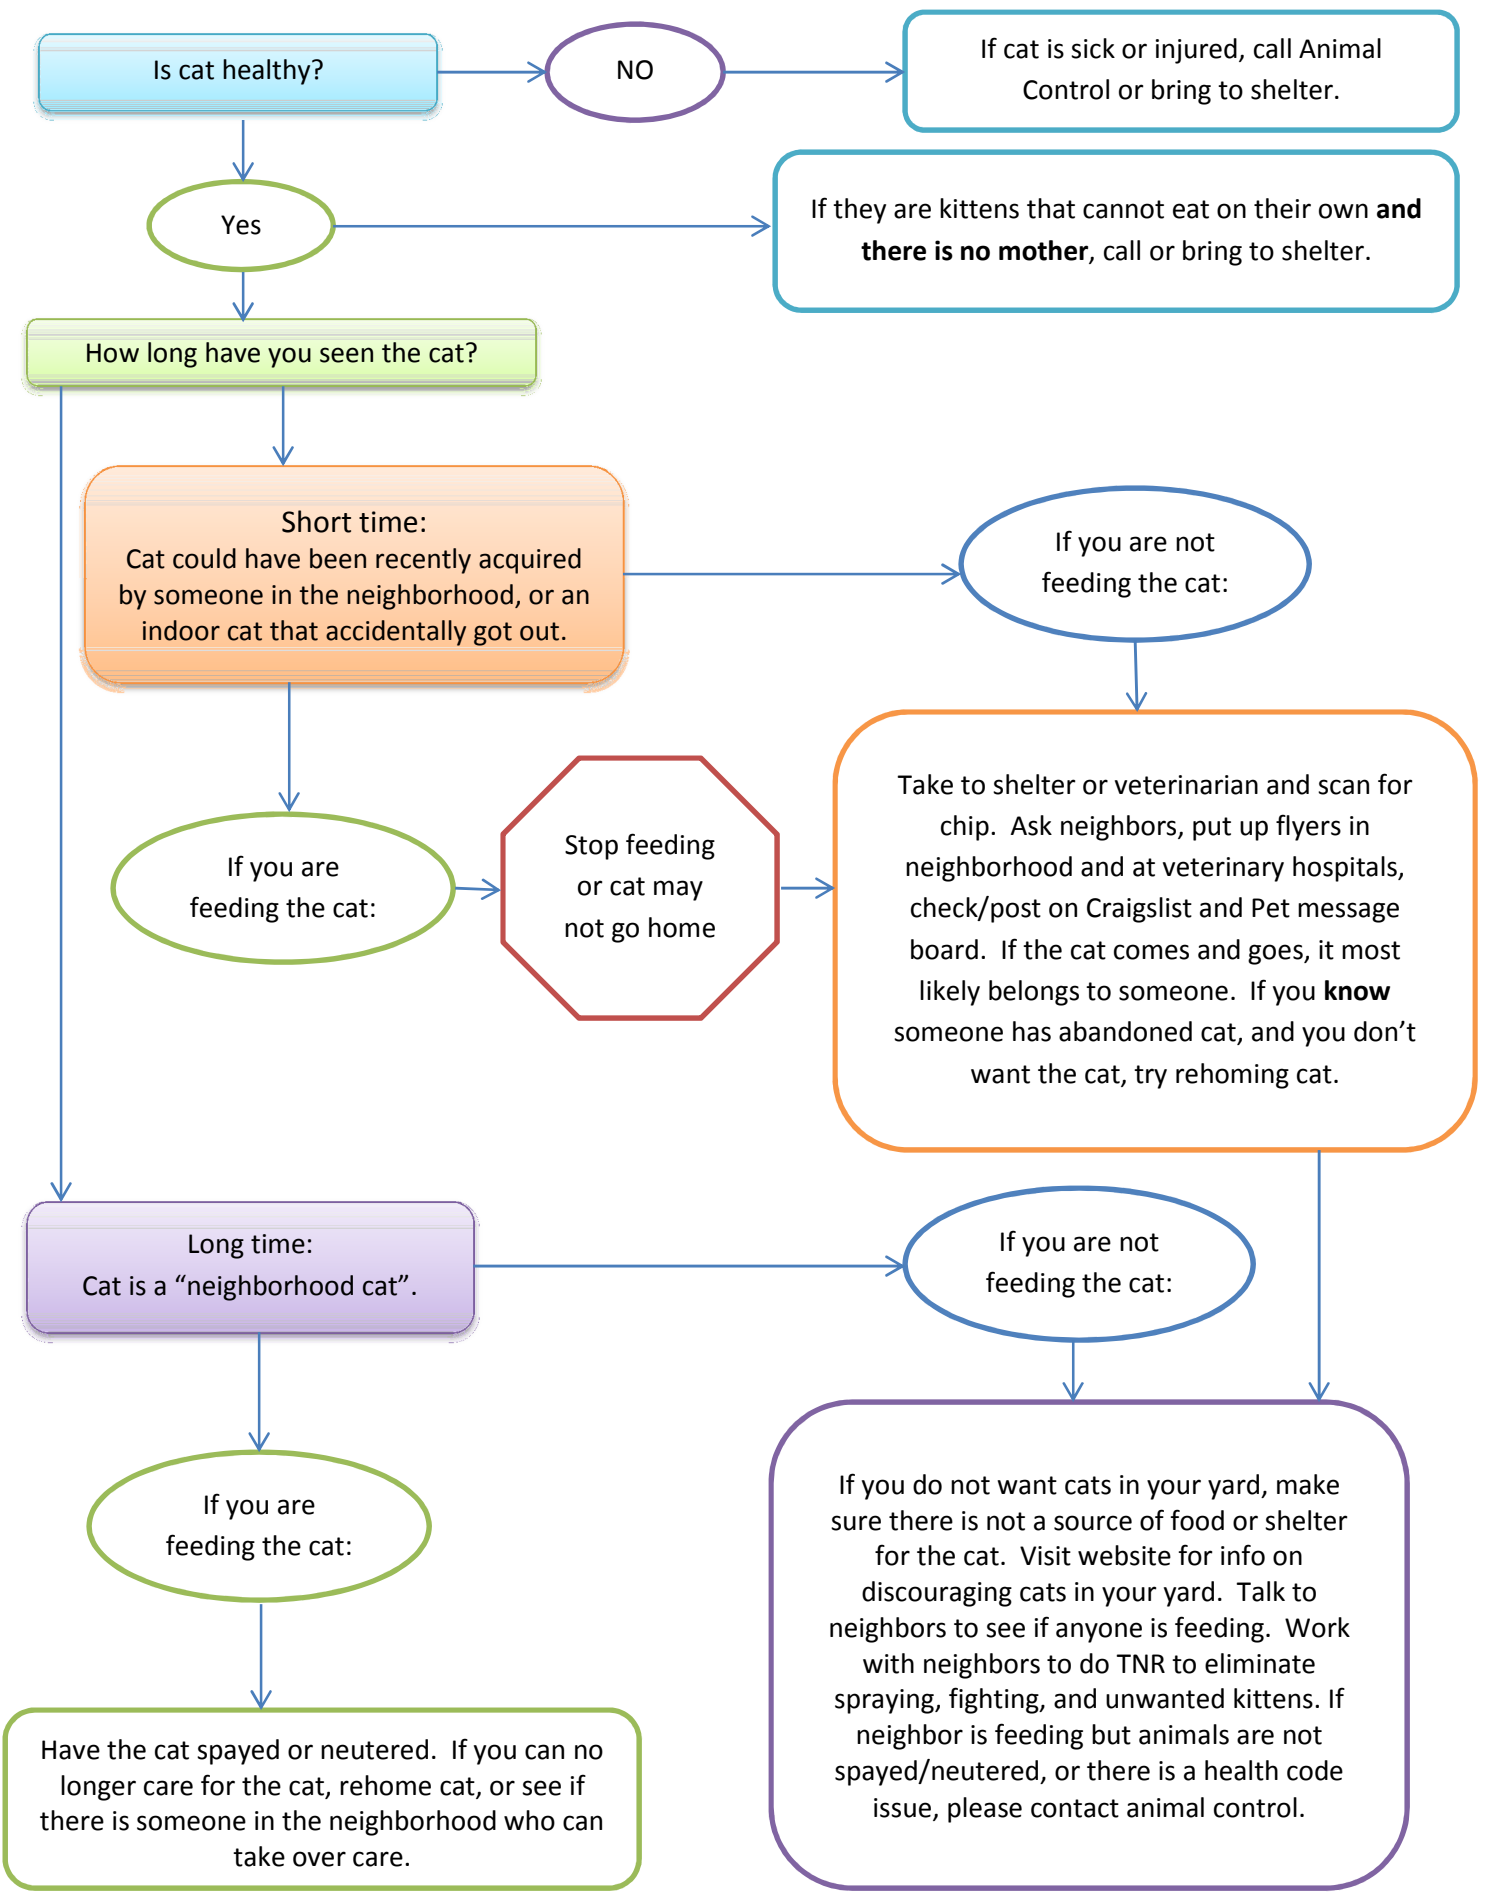 Is cat healthy?
NO
If cat is sick or injured, call Animal
Control or bring to shelter.
Yes
If they are kittens that cannot eat on their own and
there is no mother, call or bring to shelter.
How long have you seen the cat?
Short time:
Cat could have been recently acquired
by someone in the neighborhood, or an
indoor cat that accidentally got out.
If you are not
feeding the cat:
If you are
feeding the cat:
Stop feeding
or cat may
not go home
Take to shelter or veterinarian and scan for
chip.  Ask neighbors, put up flyers in
neighborhood and at veterinary hospitals,
check/post on Craigslist and Pet message
board.  If the cat comes and goes, it most
likely belongs to someone.  If you know
someone has abandoned cat, and you don’t
want the cat, try rehoming cat.
Long time:
Cat is a “neighborhood cat”.
If you are not
feeding the cat:
If you are
feeding the cat:
If you do not want cats in your yard, make
sure there is not a source of food or shelter
for the cat.  Visit website for info on
discouraging cats in your yard.  Talk to
neighbors to see if anyone is feeding.  Work
with neighbors to do TNR to eliminate
spraying, fighting, and unwanted kittens. If
neighbor is feeding but animals are not
spayed/neutered, or there is a health code
issue, please contact animal control.
Have the cat spayed or neutered.  If you can no
longer care for the cat, rehome cat, or see if
there is someone in the neighborhood who can
take over care.